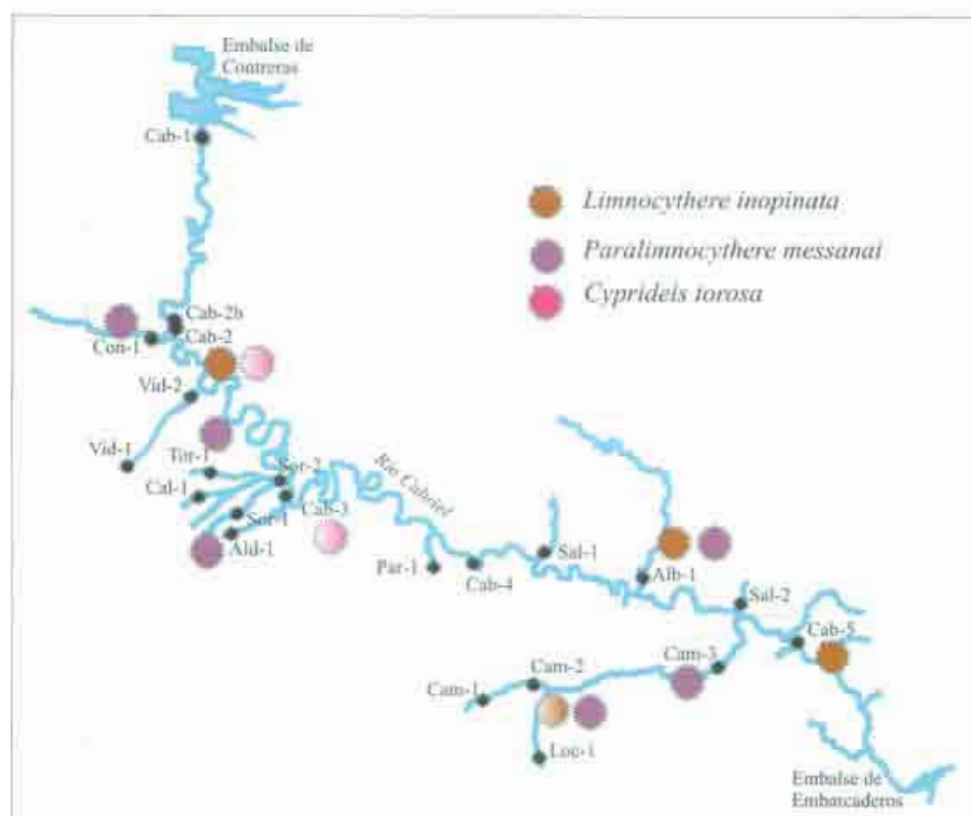 Embalse de
Contreras
Cab-1
Limnocythere inopinata
Paralimnocythere messanai
Cyprideis torosa
Cab-2b
Cab-2
Con-1
Vid-2
Vid-1
Tor-1
Sor-2
Cal-1
Cab-3
Sor-1
Ald-1
Río Cabriel
Par-1
Cab-4
Sal-1
Alb-1
Sal-2
Cab-5
Cam-3
Cam-2
Cam-1
Loc-1
Embalse de
Embarcaderos